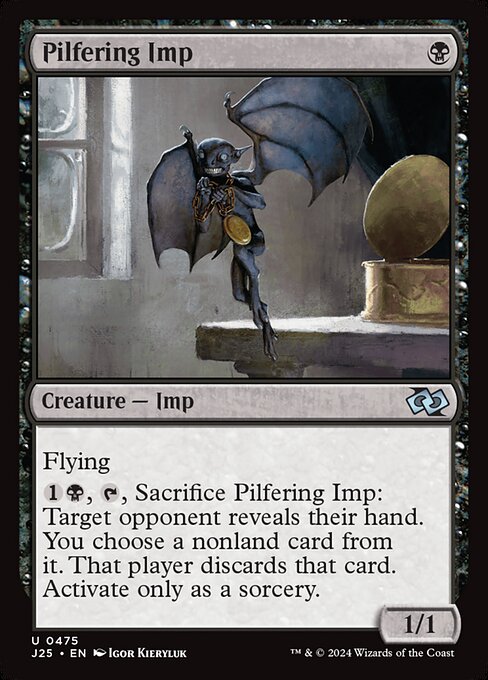 Pilfering Imp
Creature — Imp
Flying
1, , Sacrifice Pilfering Imp:
Target opponent reveals their hand.
You choose a nonland card from
it. That player discards that card.
Activate only as a sorcery.
1/1
U 0475
J25 • EN Igor Kieryluk
™ & © 2024 Wizards of the Coast